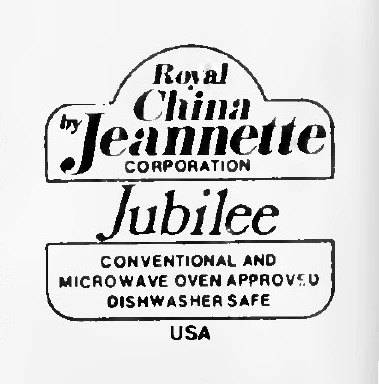 Royal
China
by Jeannette
CORPORATION
Jubilee
CONVENTIONAL AND
MICROWAVE OVEN APPROVED
DISHWASHER SAFE
USA